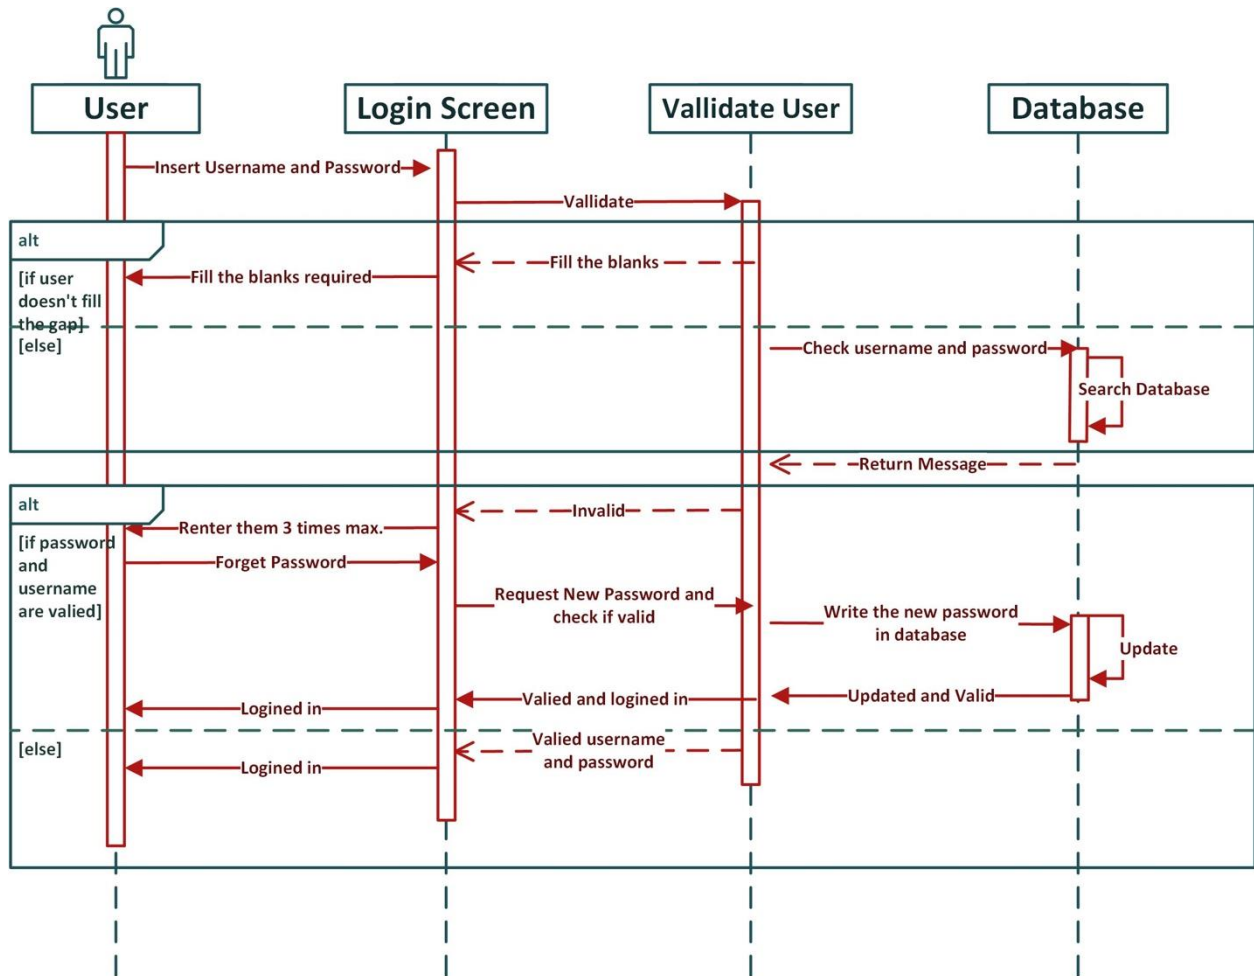 User
Login Screen
Vallidate User
Database
Insert Username and Password
Vallidate
alt
Fill the blanks
Fill the blanks required
[if user
doesn't fill
the gap]
[else]
Check username and password
Search Database
Return Message
alt
Invalid
Renter them 3 times max.
[if password
and
username
are valied]
Forget Password
Request New Password and
check if valid
Write the new password
in database
Update
Updated and Valid
Valied and logined in
Logined in
[else]
Valied username
and password
Logined in